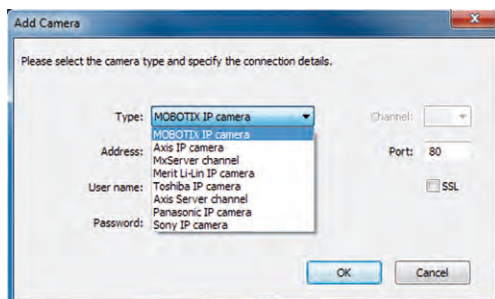 Add Camera
Please select the camera type and specify the connection details.
Type: MOBOTIX IP camera Channel:
MOBOTIX IP camera
Axis IP camera
MxServer channel
Merit Li-Lin IP camera
Toshiba IP camera
Axis Server channel
Panasonic IP camera
Sony IP camera
Address:
Port: 80
User name:
SSL
Password:
OK Cancel